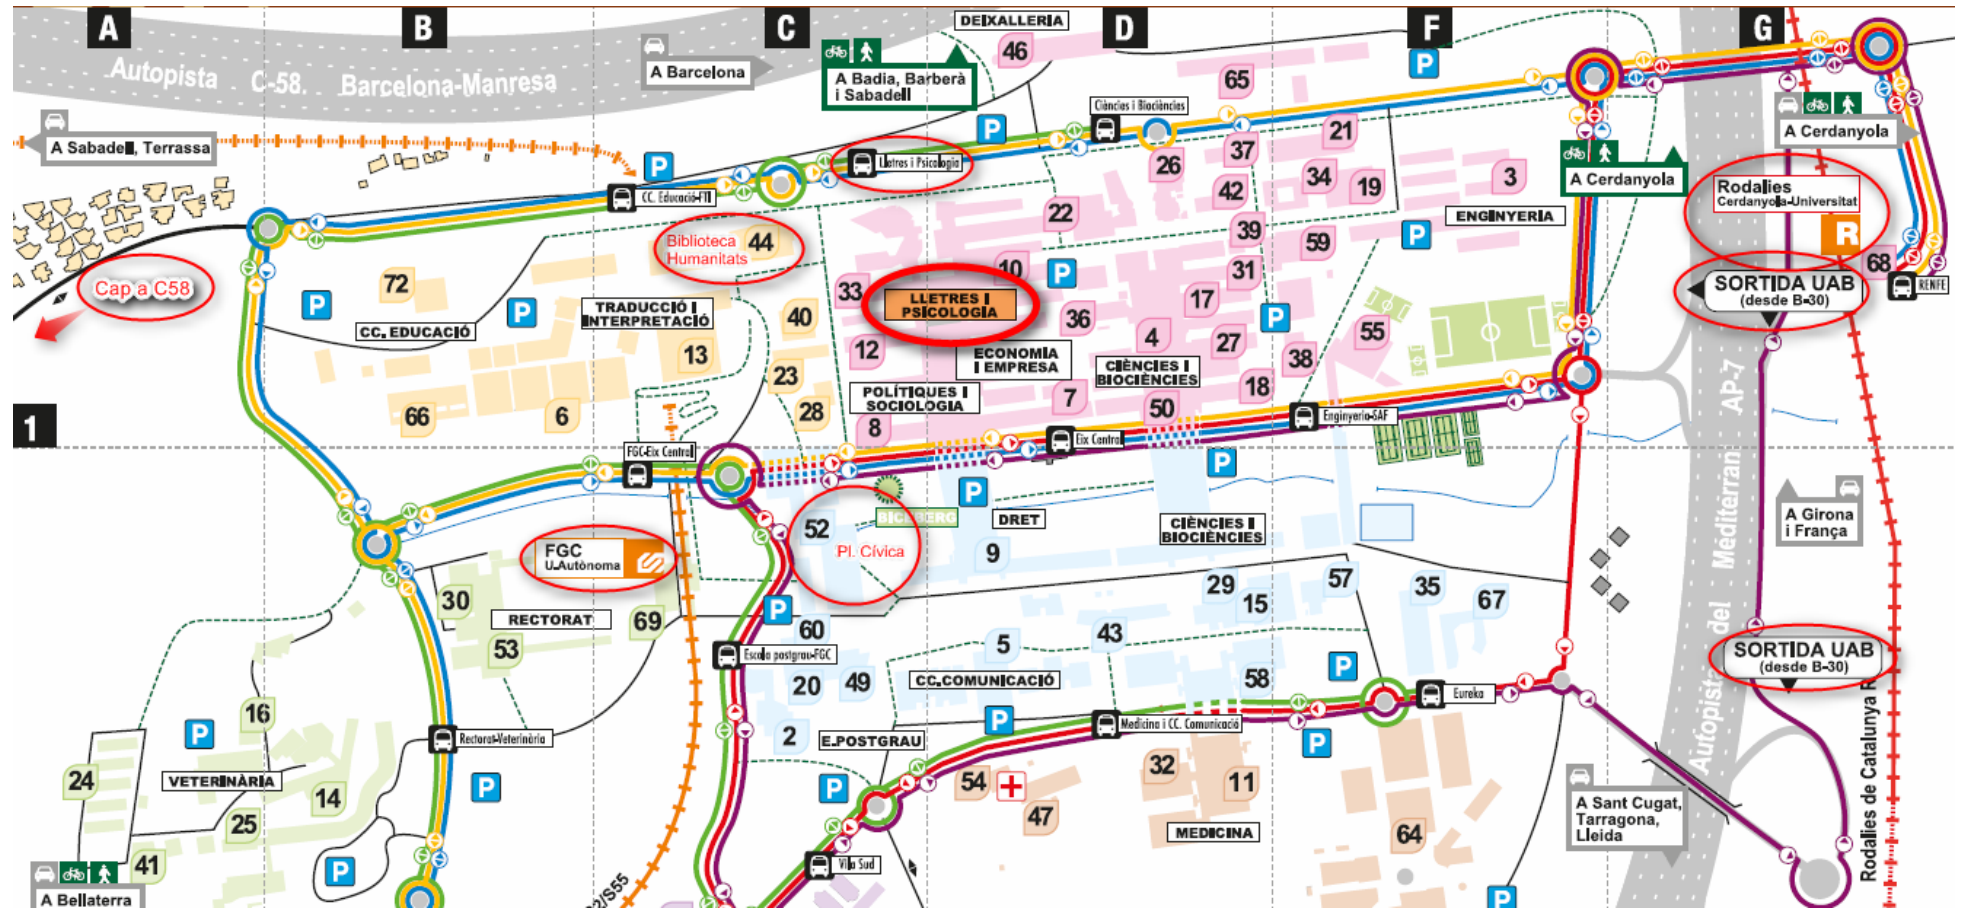 A
B
C
D
F
G
DEIXALLERIA
46
Autopista C-58. Barcelona-Manresa
A Barcelona
A Badia, Barberà
i Sabadell
65
P
Ciències i Biociències
P
21
A Cerdanyola
A Sabadell, Terrassa
P
Lletres i Psicologia
37
26
34
19
3
A Cerdanyola
Rodalies
Cerdanyola-Universitat
R
CC. Educació-FTI
42
22
ENGINYERIA
Biblioteca
Humanitats
44
39
59
P
10
P
31
68
RENFE
Cap a C58
72
P
P
33
LLETRES I
PSICOLOGIA
17
SORTIDA UAB
(desde B-30)
TRADUCCIÓ I
INTERPRETACIÓ
40
36
P
55
CC. EDUCACIÓ
12
4
27
13
ECONOMIA
I EMPRESA
CIÈNCIES I
BIOCIÈNCIES
38
23
18
POLÍTIQUES I
SOCIOLOGIA
7
50
66
6
28
8
Enginyeria-SAF
1
Eix Central
FGC-Eix Central
P
P
BICEBERG
DRET
CIÈNCIES I
BIOCIÈNCIES
A Girona
i França
52
Pl. Cívica
9
FGC
U.Autònoma
29
57
35
67
15
30
RECTORAT
69
P
60
43
53
5
Escola postgrau-FGC
P
SORTIDA UAB
(desde B-30)
20
49
CC.COMUNICACIÓ
58
Eureka
16
P
2
E.POSTGRAU
P
Medicina i CC. Comunicació
P
Rectorat-Veterinària
24
VETERINÀRIA
14
P
P
54
47
32
11
MEDICINA
64
A Sant Cugat,
Tarragona,
Lleida
25
41
P
Vila Sud
A Bellaterra
P
Autopista del Mediterrani AP-7
Rodalies de Catalunya R
/S55